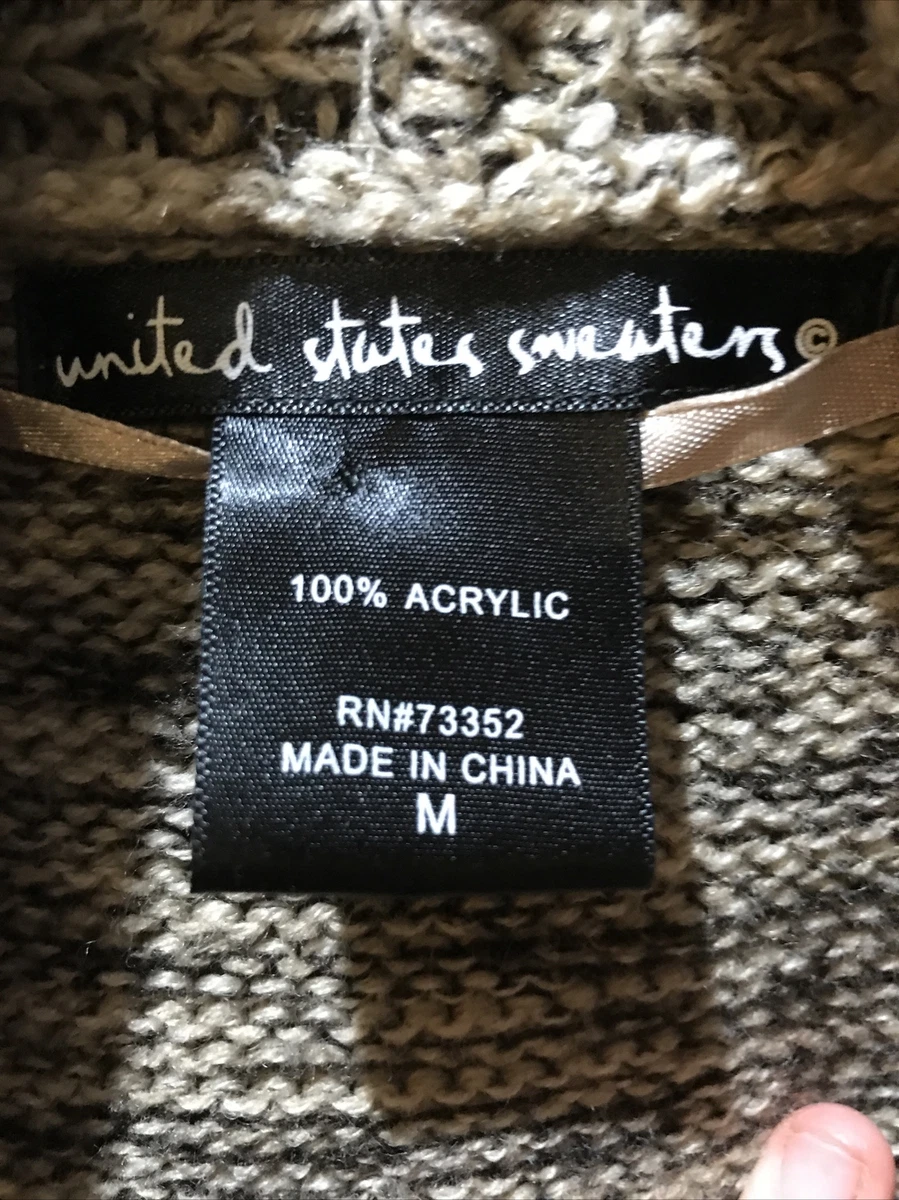 united states sweaters©
100% ACRYLIC
RN#73352
MADE IN CHINA
M